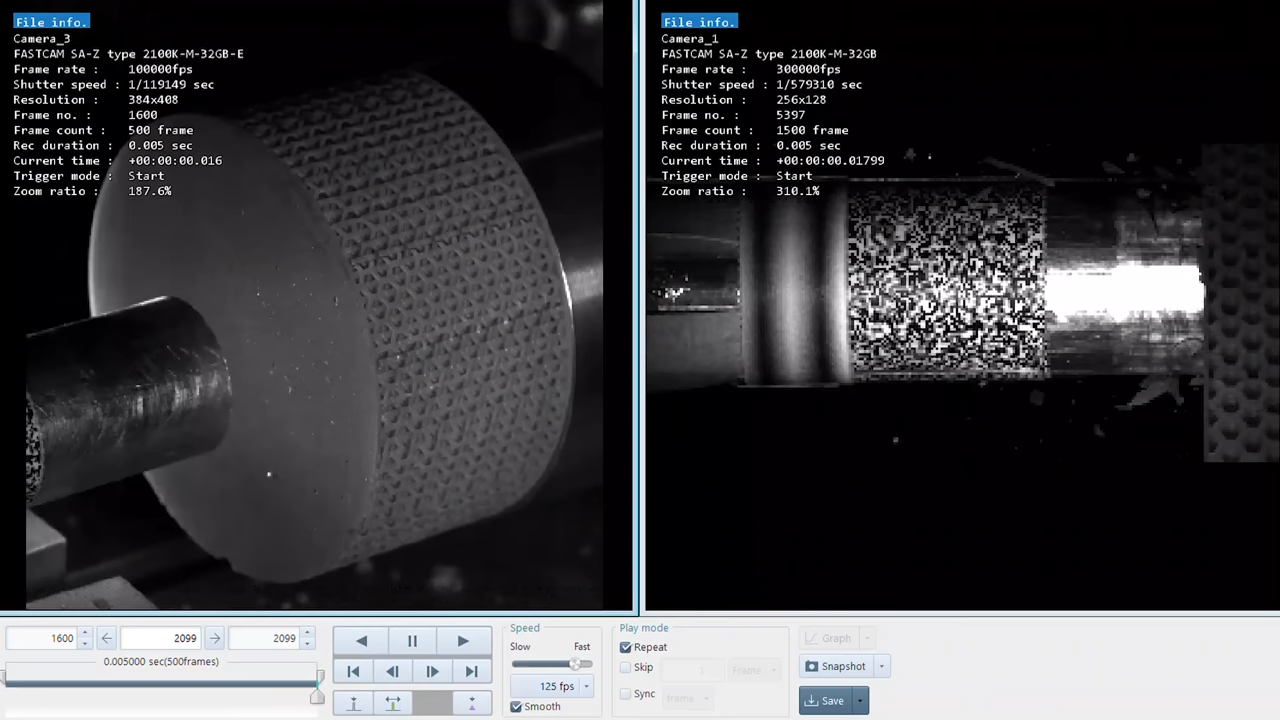 File info.
Camera_3
FASTCAM SA-Z type 2100K-M-32GB-E
Frame rate : 100000fps
Shutter speed : 1/119149 sec
Resolution : 384x408
Frame no. : 1600
Frame count : 500 frame
Rec duration : 0.005 sec
Current time : +00:00:00.016
Trigger mode : Start
Zoom ratio : 187.6%
File info.
Camera_1
FASTCAM SA-Z type 2100K-M-32GB
Frame rate : 300000fps
Shutter speed : 1/579310 sec
Resolution : 256x128
Frame no. : 5397
Frame count : 1500 frame
Rec duration : 0.005 sec
Current time : +00:00:00.01799
Trigger mode : Start
Zoom ratio : 310.1%
1600 2099 2099
0.005000 sec(500frames)
Speed
Slow Fast
125 fps
Smooth
Play mode
Repeat
Skip 1 Frame
Sync frame
Graph
Snapshot
Save